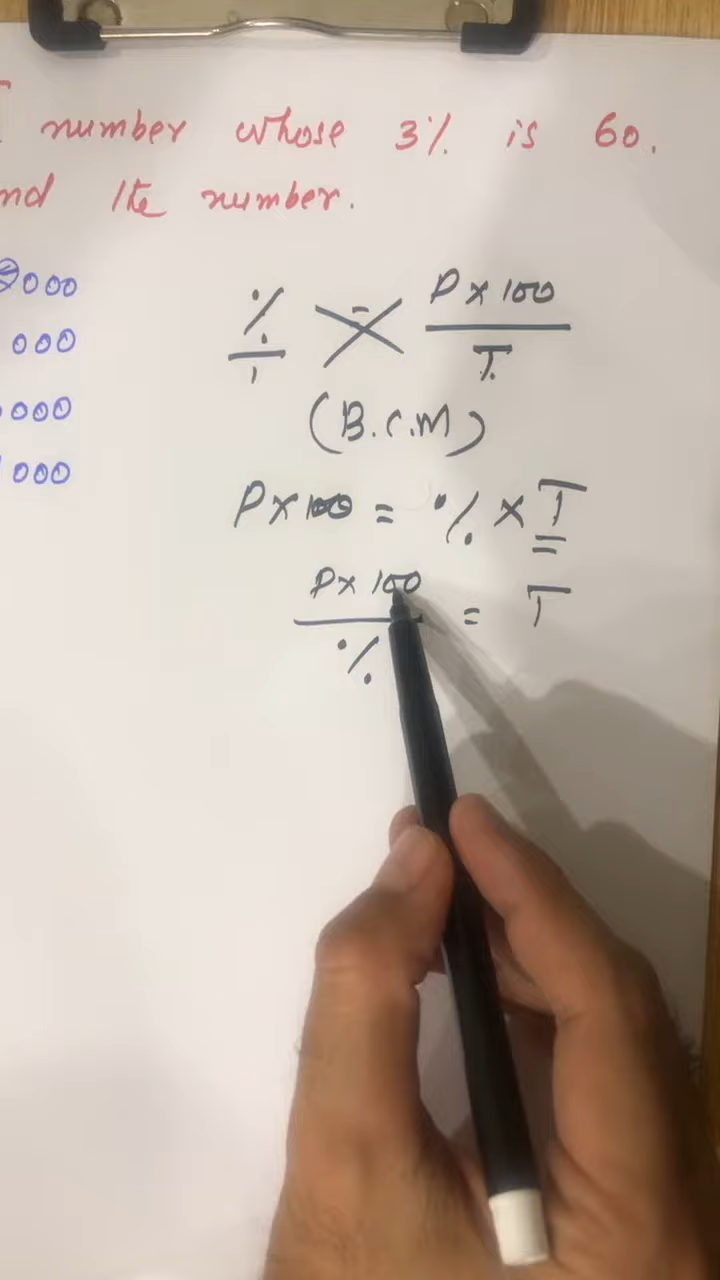 number whose 3% is 60.
nd the number.
000
000
000
000
%/1 = P x 100/T
(B.C.M)
P x 100 = % x T
P x 100/% = T